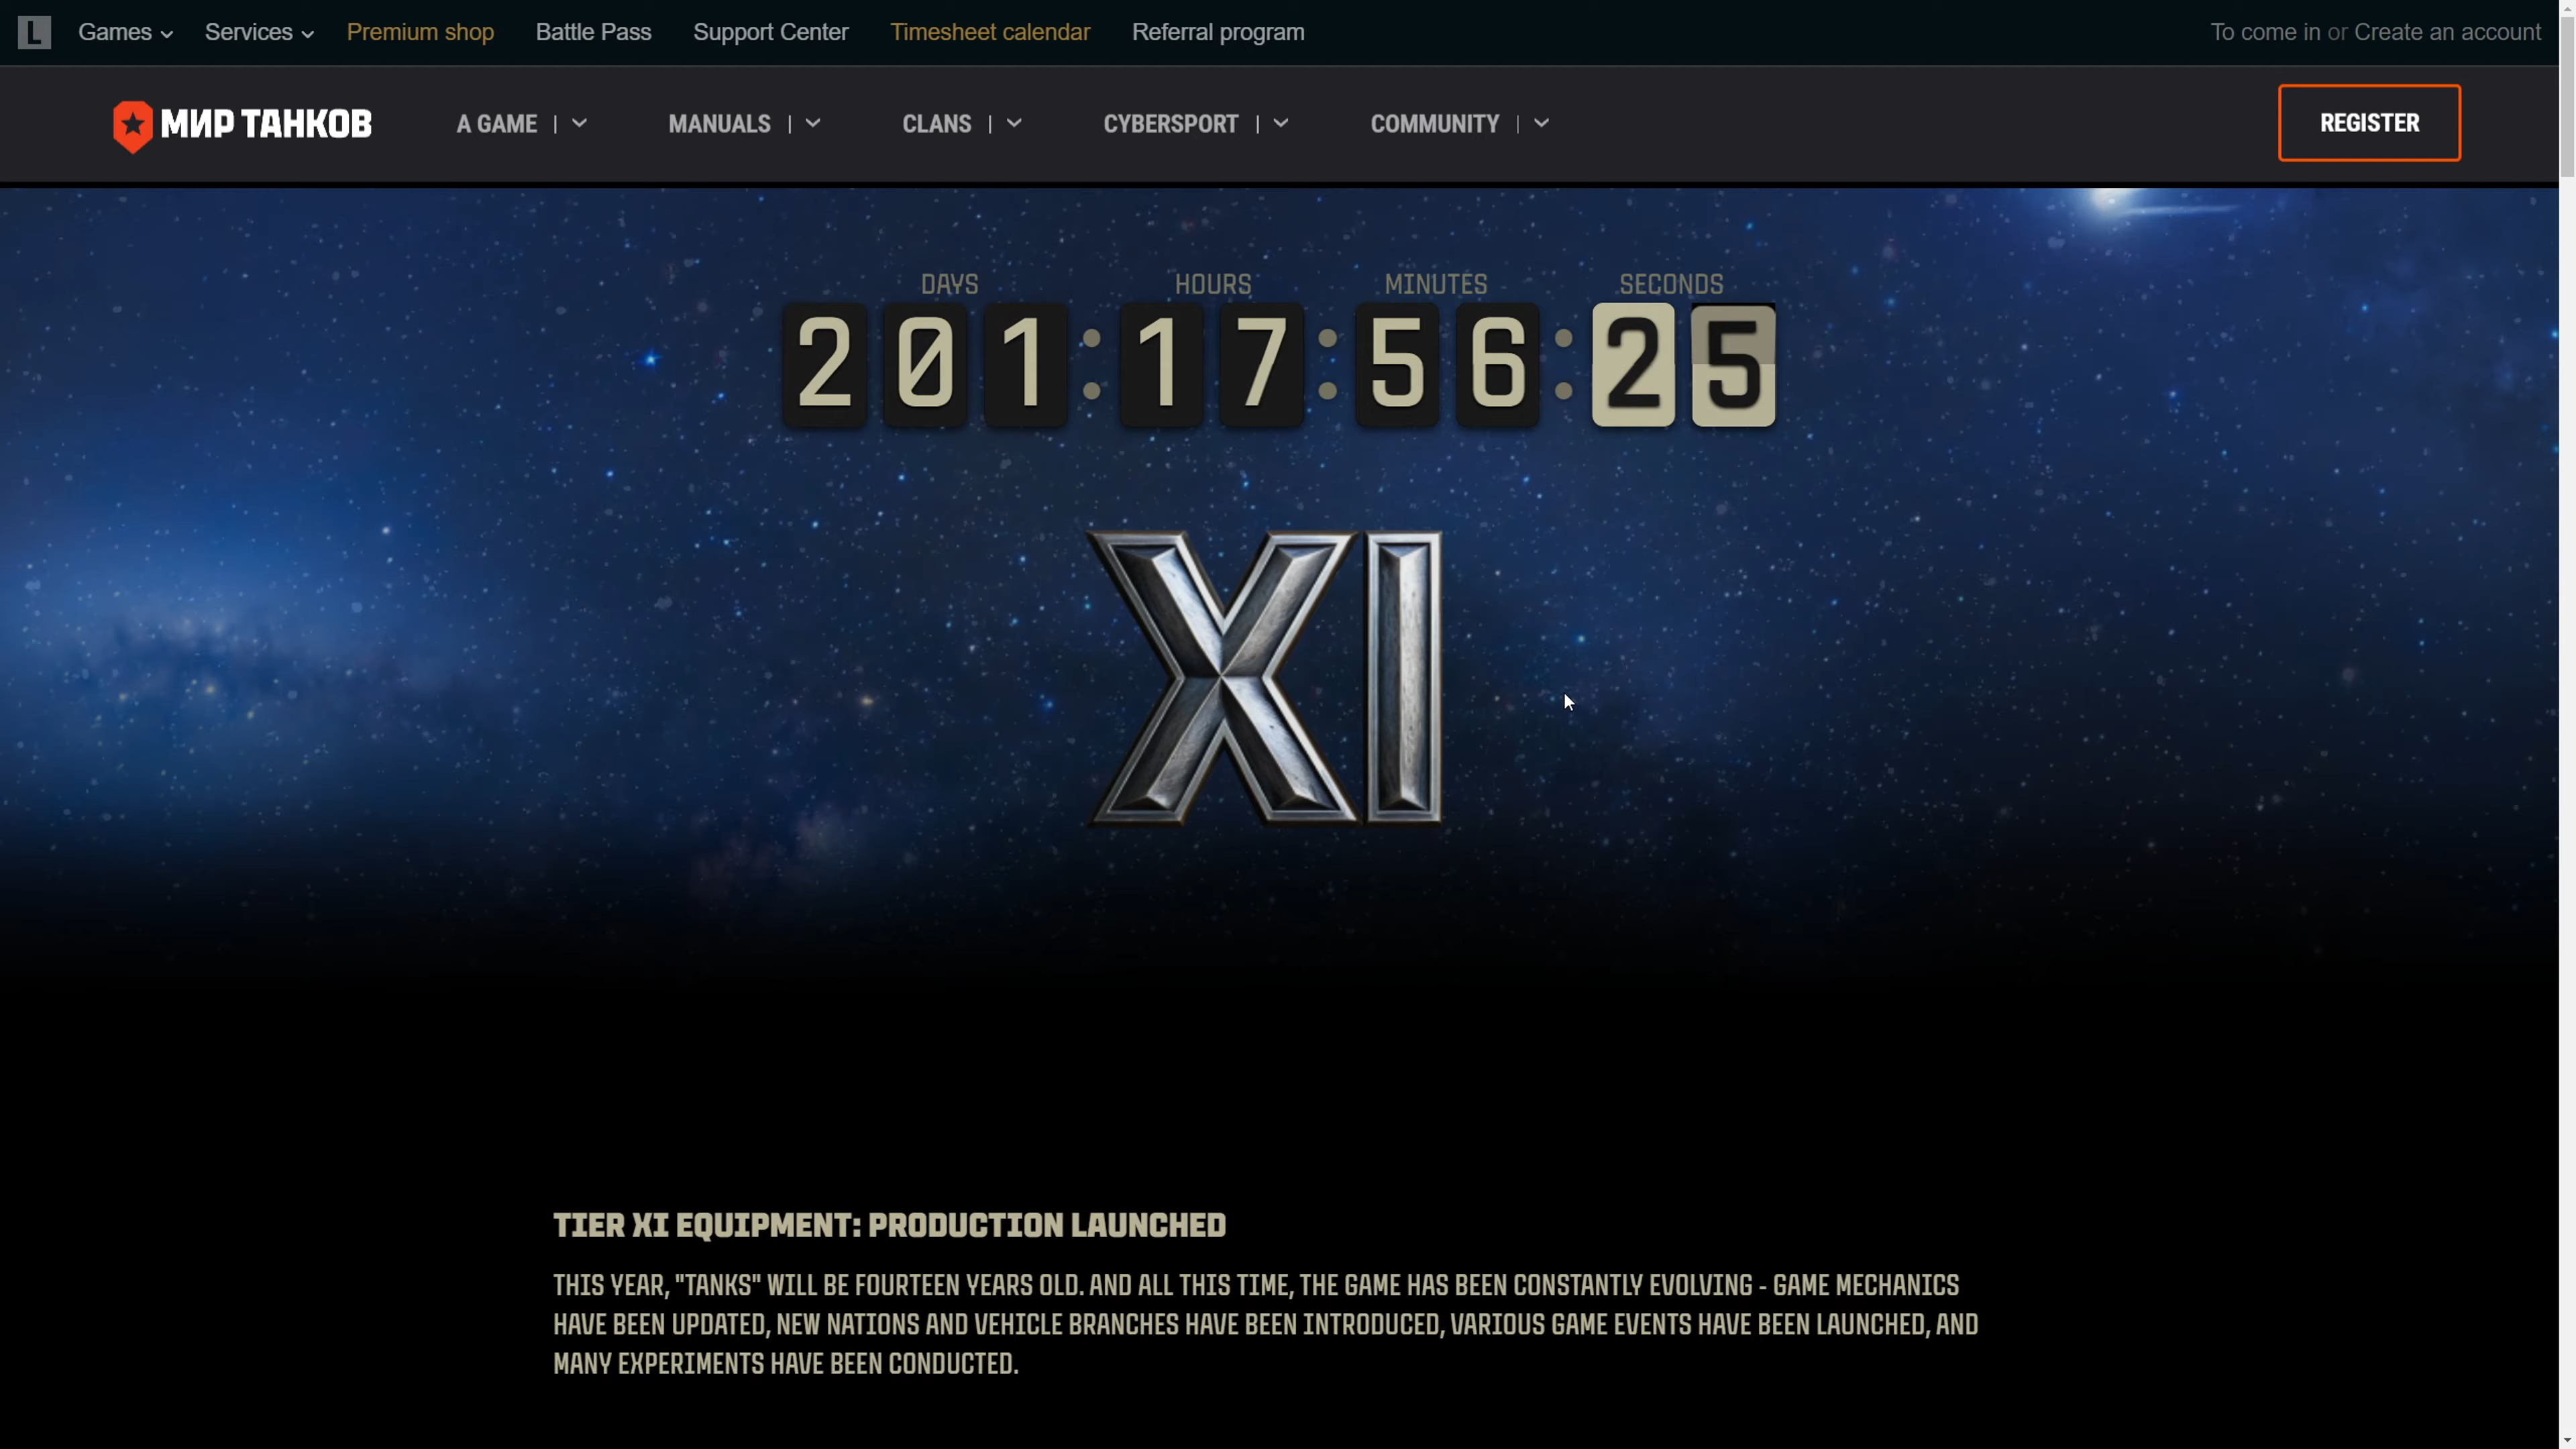 L Games Services Premium shop Battle Pass Support Center Timesheet calendar Referral program To come in or Create an account
МИР ТАНКОВ A GAME MANUALS CLANS CYBERSPORT COMMUNITY REGISTER
DAYS HOURS MINUTES SECONDS
201:17:56:25
XI
TIER XI EQUIPMENT: PRODUCTION LAUNCHED
THIS YEAR, "TANKS" WILL BE FOURTEEN YEARS OLD. AND ALL THIS TIME, THE GAME HAS BEEN CONSTANTLY EVOLVING - GAME MECHANICS
HAVE BEEN UPDATED, NEW NATIONS AND VEHICLE BRANCHES HAVE BEEN INTRODUCED, VARIOUS GAME EVENTS HAVE BEEN LAUNCHED, AND
MANY EXPERIMENTS HAVE BEEN CONDUCTED.